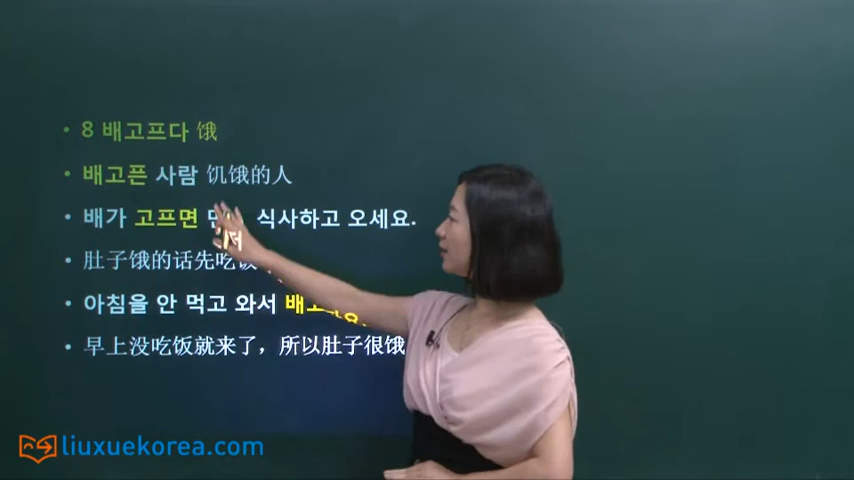 • 8 배고프다 饿
• 배고픈 사람 饥饿的人
• 배가 고프면 식사하고 오세요.
• 肚子饿的话先吃饭
• 아침을 안 먹고 와서
• 早上没吃饭就来了，所以肚子很饿
liuxuekorea.com